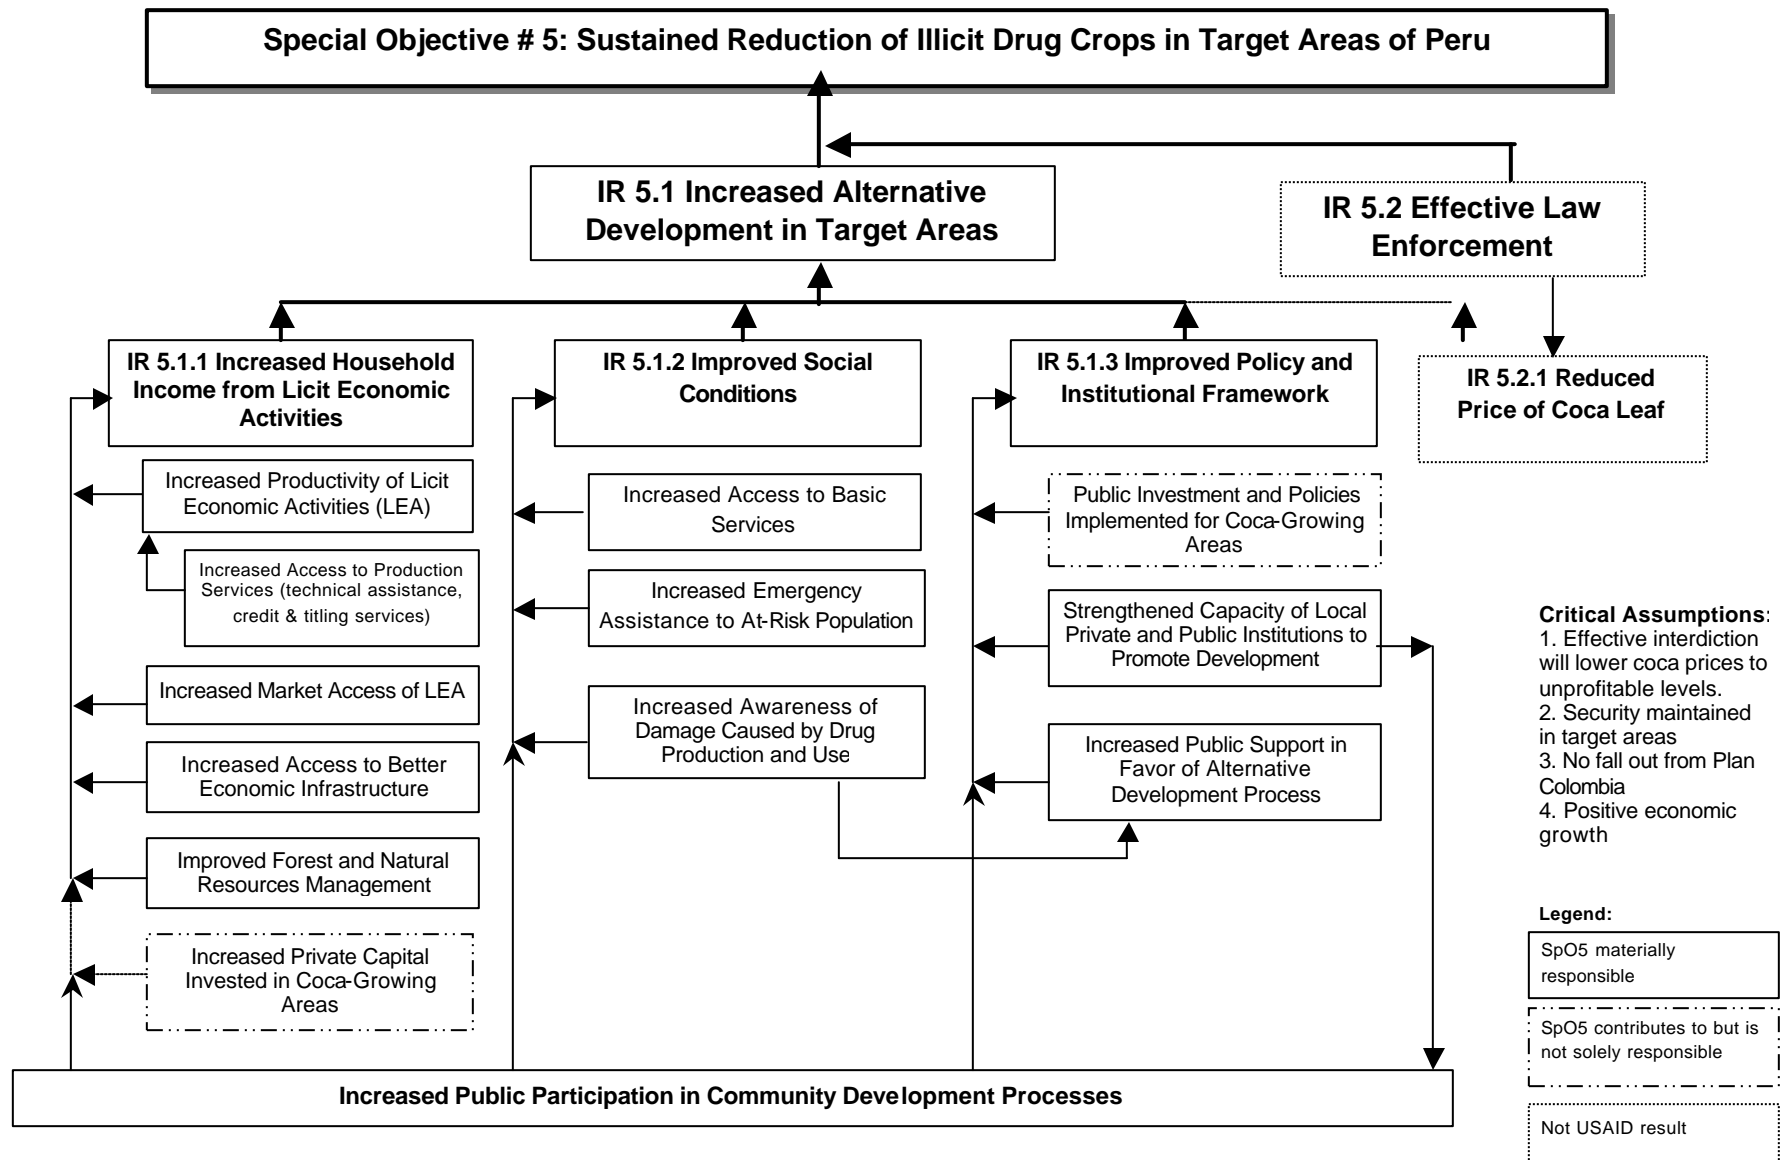 Special Objective # 5: Sustained Reduction of Illicit Drug Crops in Target Areas of Peru
IR 5.1 Increased Alternative
Development in Target Areas
IR 5.2 Effective Law
Enforcement
IR 5.1.1 Increased Household
Income from Licit Economic
Activities
IR 5.1.2 Improved Social
Conditions
IR 5.1.3 Improved Policy and
Institutional Framework
IR 5.2.1 Reduced
Price of Coca Leaf
Increased Productivity of Licit
Economic Activities (LEA)
Increased Access to Production
Services (technical assistance,
credit & titling services)
Increased Market Access of LEA
Increased Access to Better
Economic Infrastructure
Improved Forest and Natural
Resources Management
Increased Private Capital
Invested in Coca-Growing
Areas
Increased Access to Basic
Services
Increased Emergency
Assistance to At-Risk Population
Increased Awareness of
Damage Caused by Drug
Production and Use
Public Investment and Policies
Implemented for Coca-Growing
Areas
Strengthened Capacity of Local
Private and Public Institutions to
Promote Development
Increased Public Support in
Favor of Alternative
Development Process
Critical Assumptions:
1. Effective interdiction
will lower coca prices to
unprofitable levels.
2. Security maintained
in target areas
3. No fall out from Plan
Colombia
4. Positive economic
growth
Legend:
SpO5 materially
responsible
SpO5 contributes to but is
not solely responsible
Not USAID result
Increased Public Participation in Community Development Processes